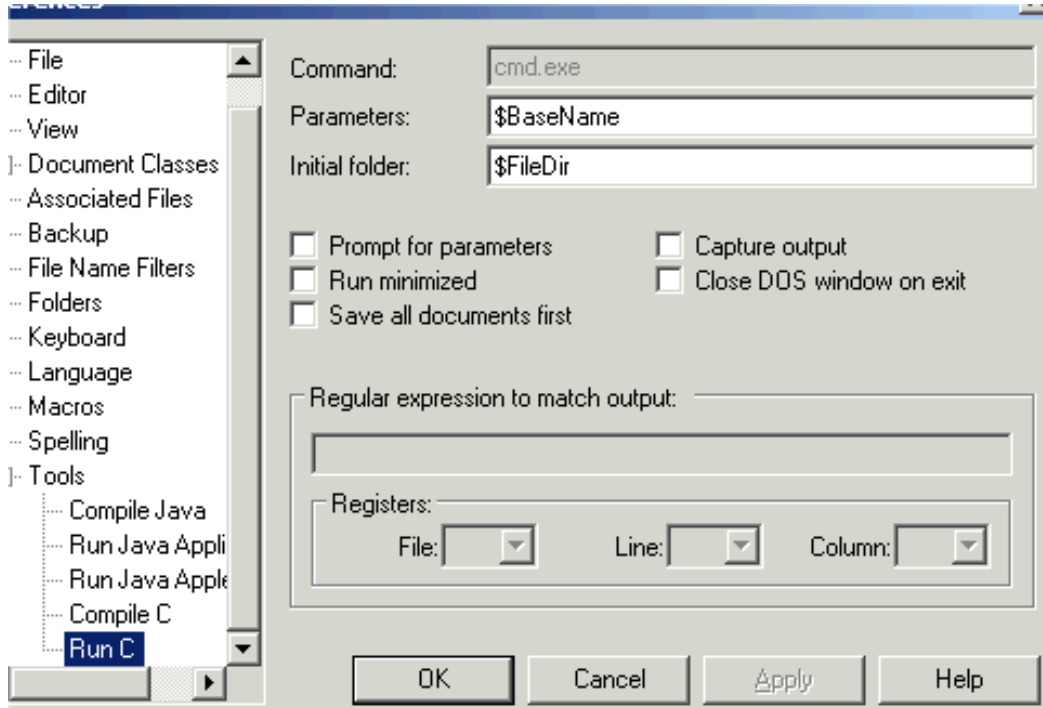 File
Editor
View
Document Classes
Associated Files
Backup
File Name Filters
Folders
Keyboard
Language
Macros
Spelling
Tools
Compile Java
Run Java Appli
Run Java Apple
Compile C
Run C
Command: cmd.exe
Parameters: $BaseName
Initial folder: $FileDir
Prompt for parameters Capture output
Run minimized Close DOS window on exit
Save all documents first
Regular expression to match output:
Registers:
File: Line: Column:
OK Cancel Apply Help